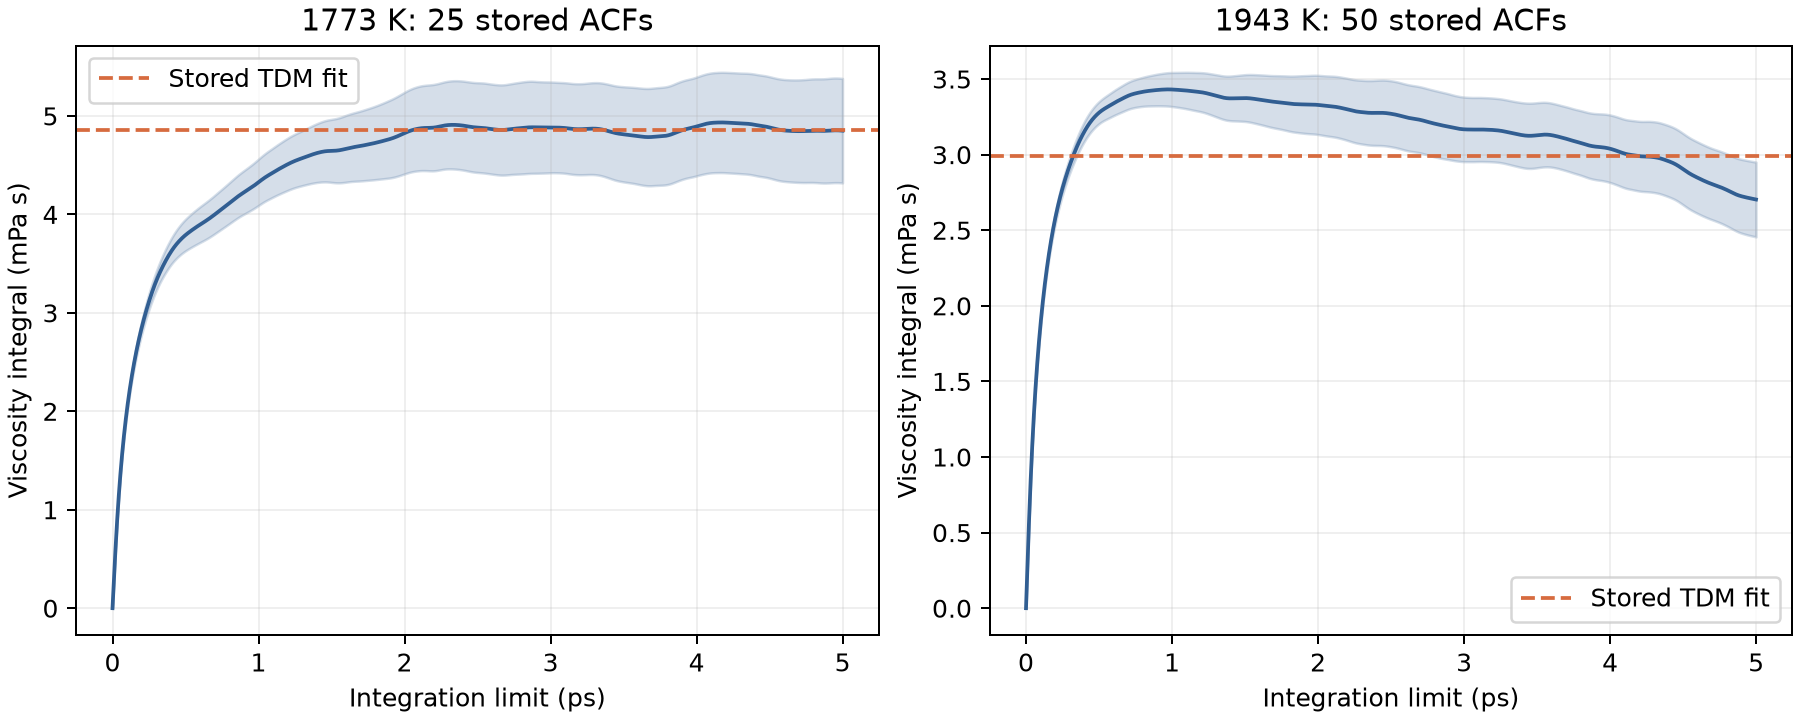 1773 K: 25 stored ACFs
Stored TDM fit
5
4
3
2
1
0
Viscosity integral (mPa s)
0 1 2 3 4 5
Integration limit (ps)
1943 K: 50 stored ACFs
3.5
3.0
2.5
2.0
1.5
1.0
0.5
0.0
Viscosity integral (mPa s)
Stored TDM fit
0 1 2 3 4 5
Integration limit (ps)